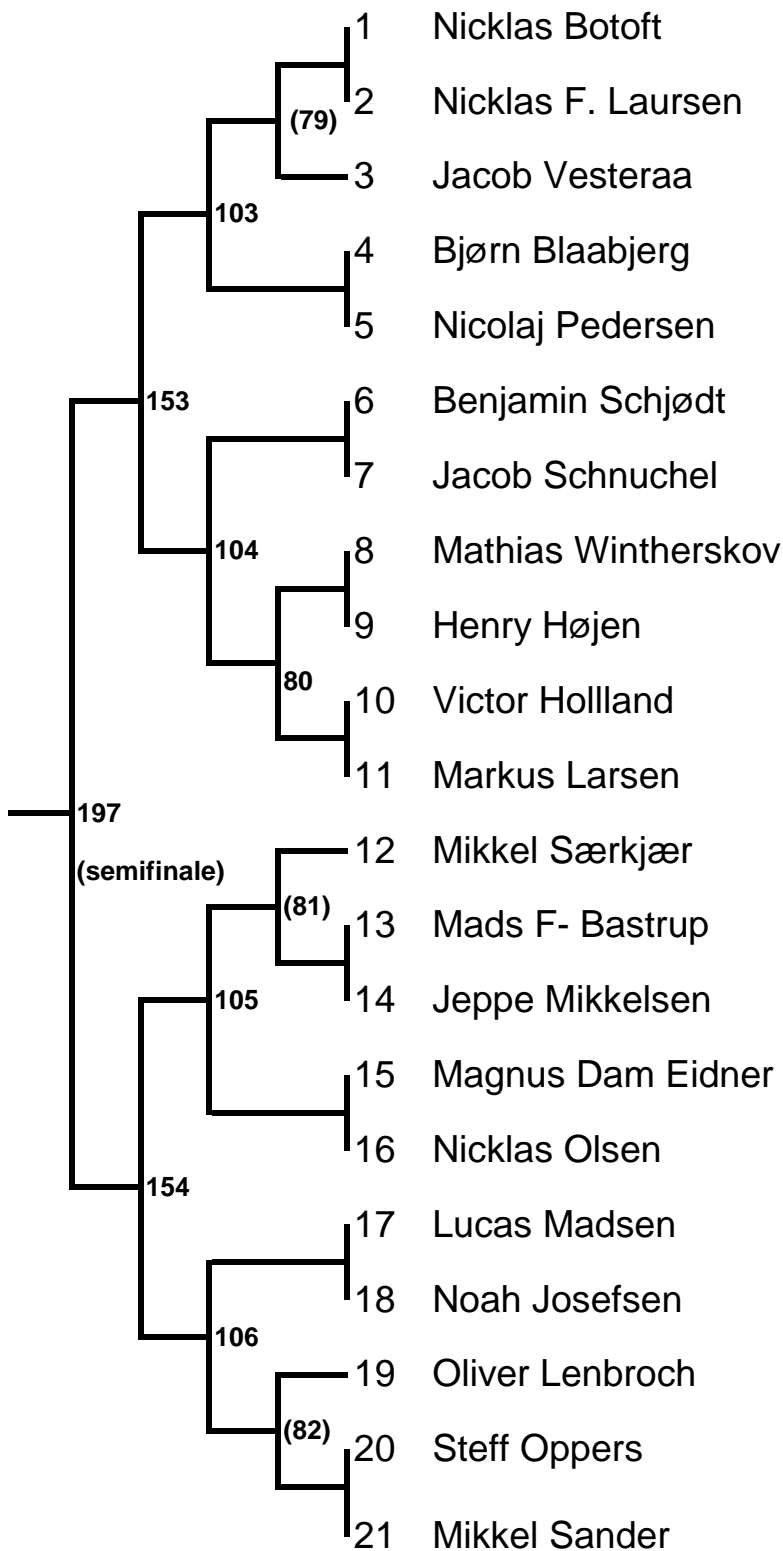 1 Nicklas Botoft
2 Nicklas F. Laursen
(79)
3 Jacob Vesteraa
103
4 Bjørn Blaabjerg
5 Nicolaj Pedersen
153
6 Benjamin Schjødt
7 Jacob Schnuchel
104
8 Mathias Wintherskov
9 Henry Højen
80
10 Victor Hollland
11 Markus Larsen
197
(semifinale)
12 Mikkel Særkjær
(81)
13 Mads F- Bastrup
14 Jeppe Mikkelsen
105
15 Magnus Dam Eidner
16 Nicklas Olsen
154
17 Lucas Madsen
18 Noah Josefsen
106
19 Oliver Lenbroch
(82)
20 Steff Oppers
21 Mikkel Sander